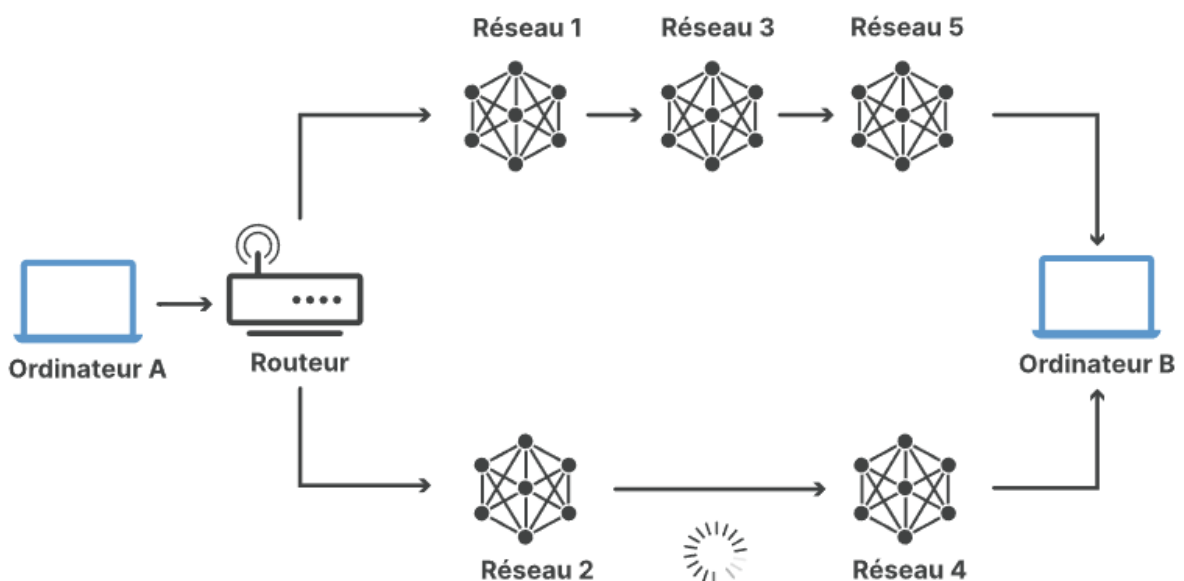 Réseau 1
Réseau 3
Réseau 5
Ordinateur A
Routeur
Ordinateur B
Réseau 2
Réseau 4